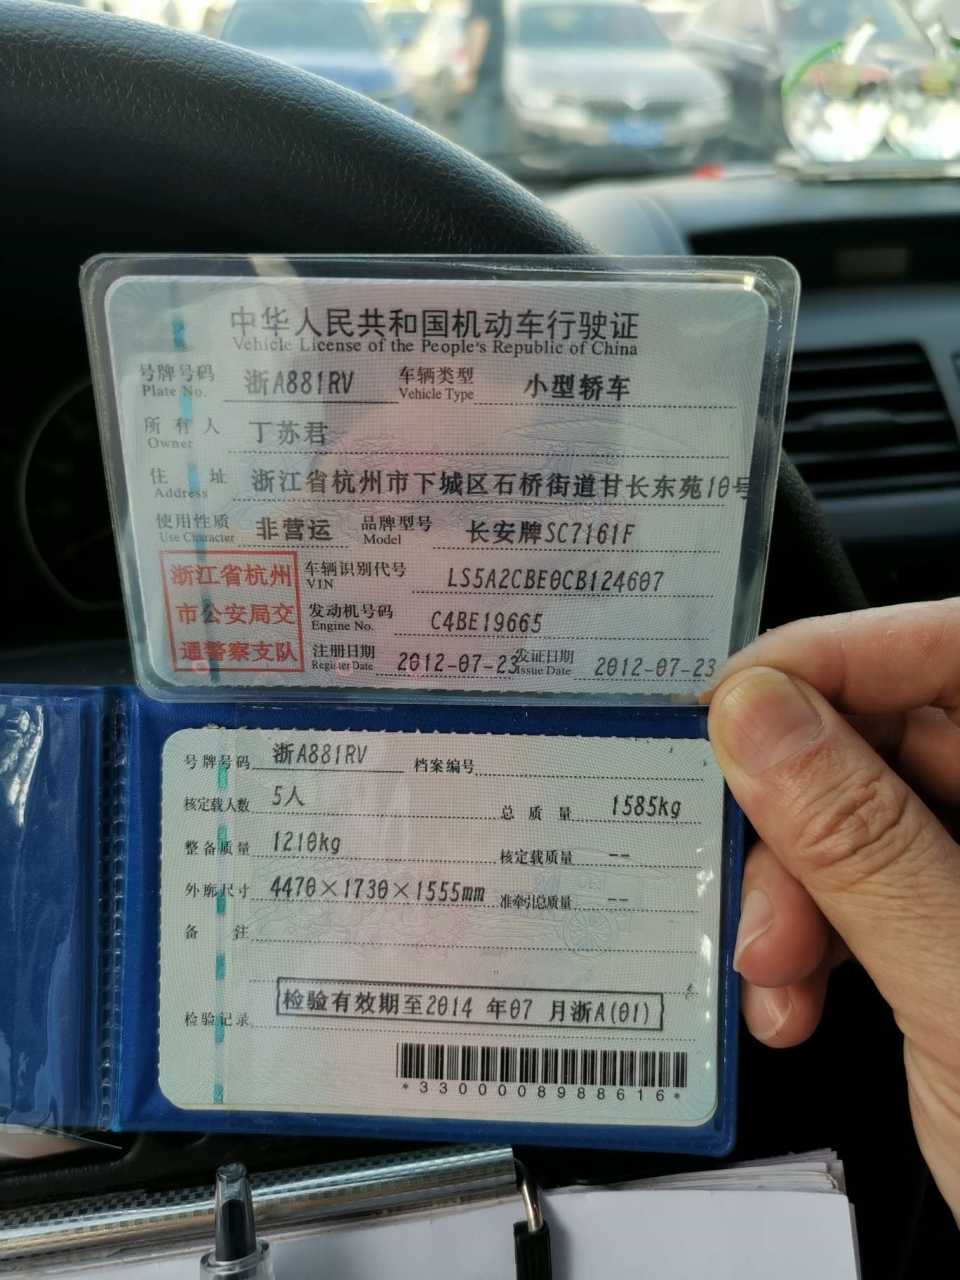 中华人民共和国机动车行驶证
Vehicle License of the People's Republic of China
号牌号码 浙A881RV 车辆类型 小型轿车
Plate No. Vehicle Type
所有人 丁苏君
Owner
住址 浙江省杭州市下城区石桥街道甘长东苑10号
Address
使用性质 非营运 品牌型号 长安牌SC7161F
Use Character Model
浙江省杭州
市公安局交
通警察支队
车辆识别代号 LS5A2CBE0CB124607
VIN
发动机号码 C4BE19665
Engine No.
注册日期 2012-07-23 发证日期 2012-07-23
Register Date Issue Date
号牌号码 浙A881RV 档案编号
核定载人数 5人 总质量 1585kg
整备质量 1210kg 核定载质量 --
外廓尺寸 4470×1730×1555mm 准牵引总质量 --
备注
检验有效期至2014 年07 月浙A(01)
检验记录
*3300008988616*